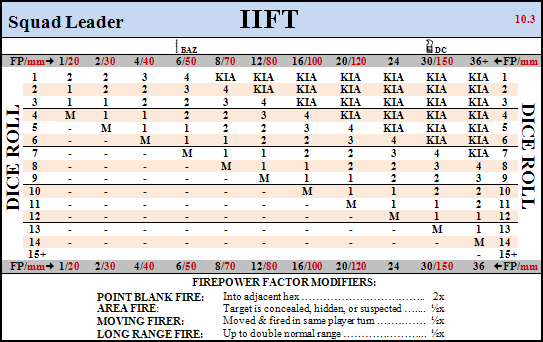 Squad Leader
IIFT
10.3
BAZ
DC
FP/mm→ 1/20 2/30 4/40 6/50 8/70 12/80 16/100 20/120 24 30/150 36+ ←FP/mm
1 2 2 3 4 KIA KIA KIA KIA KIA KIA KIA 1
2 1 2 2 3 4 KIA KIA KIA KIA KIA KIA 2
3 1 1 2 2 3 4 KIA KIA KIA KIA KIA 3
4 M 1 1 2 2 3 4 KIA KIA KIA KIA 4
5 - M 1 1 2 2 3 4 KIA KIA KIA 5
6 - - M 1 1 2 2 3 4 KIA KIA 6
7 - - - M 1 1 2 2 3 4 KIA 7
8 - - - - M 1 1 2 2 3 4 8
9 - - - - - M 1 1 2 2 3 9
10 - - - - - - M 1 1 2 2 10
11 - - - - - - - M 1 1 2 11
12 - - - - - - - - M 1 1 12
13 - - - - - - - - - M 1 13
14 - - - - - - - - - - M 14
15+ - 15+
DICE ROLL
DICE ROLL
FP/mm→ 1/20 2/30 4/40 6/50 8/70 12/80 16/100 20/120 24 30/150 36 ←FP/mm
FIREPOWER FACTOR MODIFIERS:
POINT BLANK FIRE: Into adjacent hex ................................ 2x
AREA FIRE: Target is concealed, hidden, or suspected ...... ½x
MOVING FIRER: Moved & fired in same player turn ................ ½x
LONG RANGE FIRE: Up to double normal range ...................... ½x